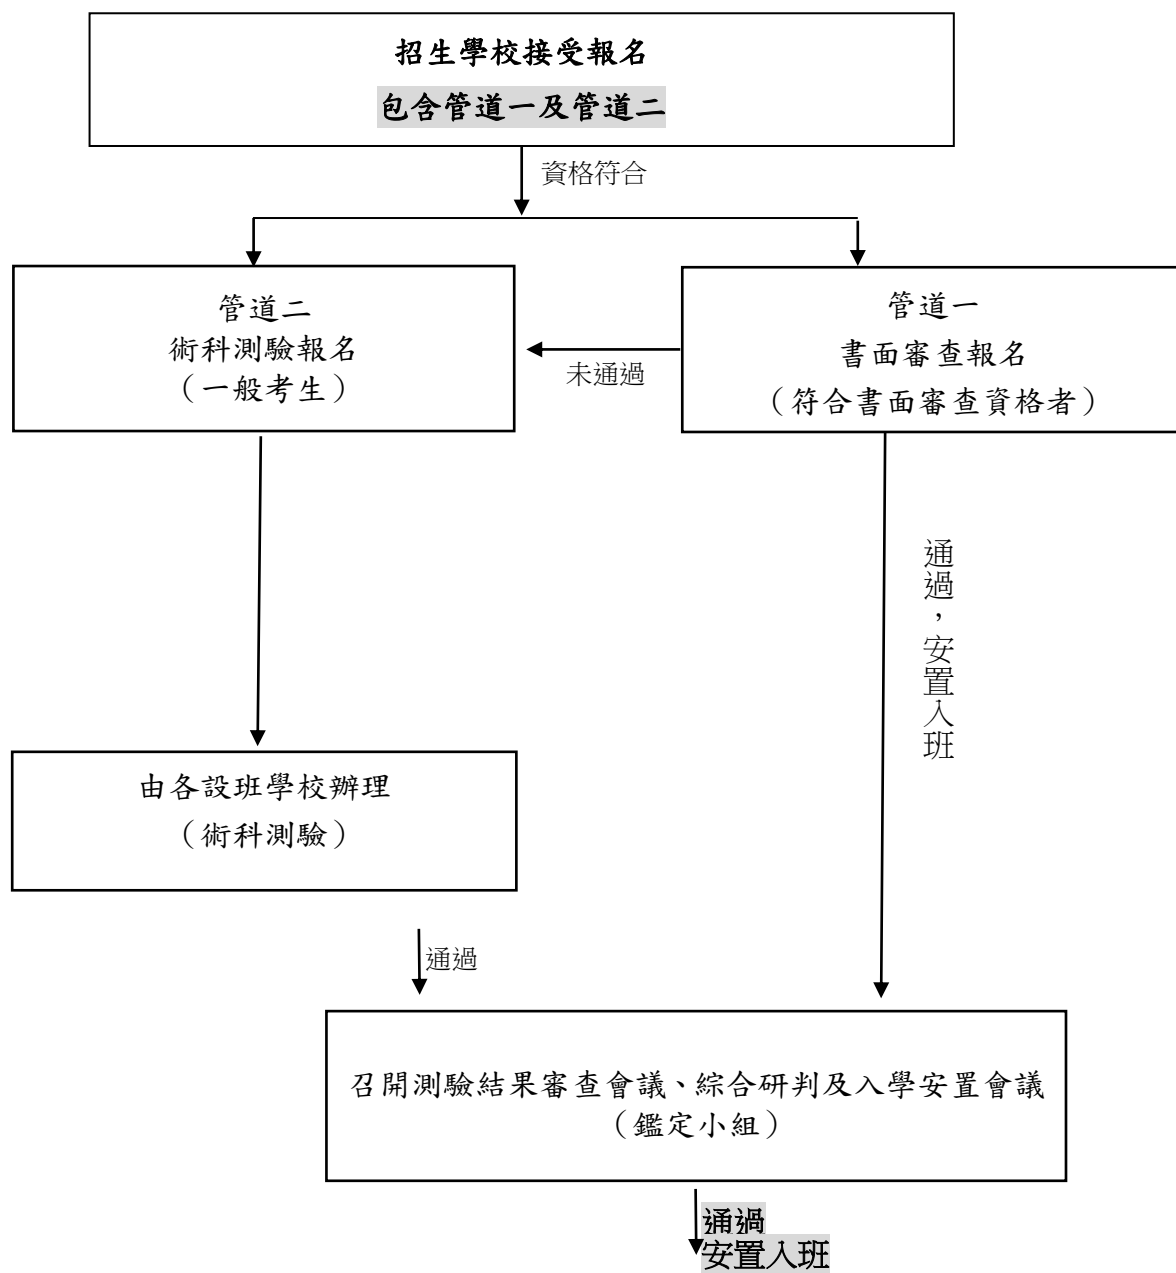 招生學校接受報名
包含管道一及管道二
資格符合
管道二
術科測驗報名
（一般考生）
未通過
管道一
書面審查報名
（符合書面審查資格者）
通過，安置入班
由各設班學校辦理
（術科測驗）
通過
召開測驗結果審查會議、綜合研判及入學安置會議
（鑑定小組）
通過
安置入班